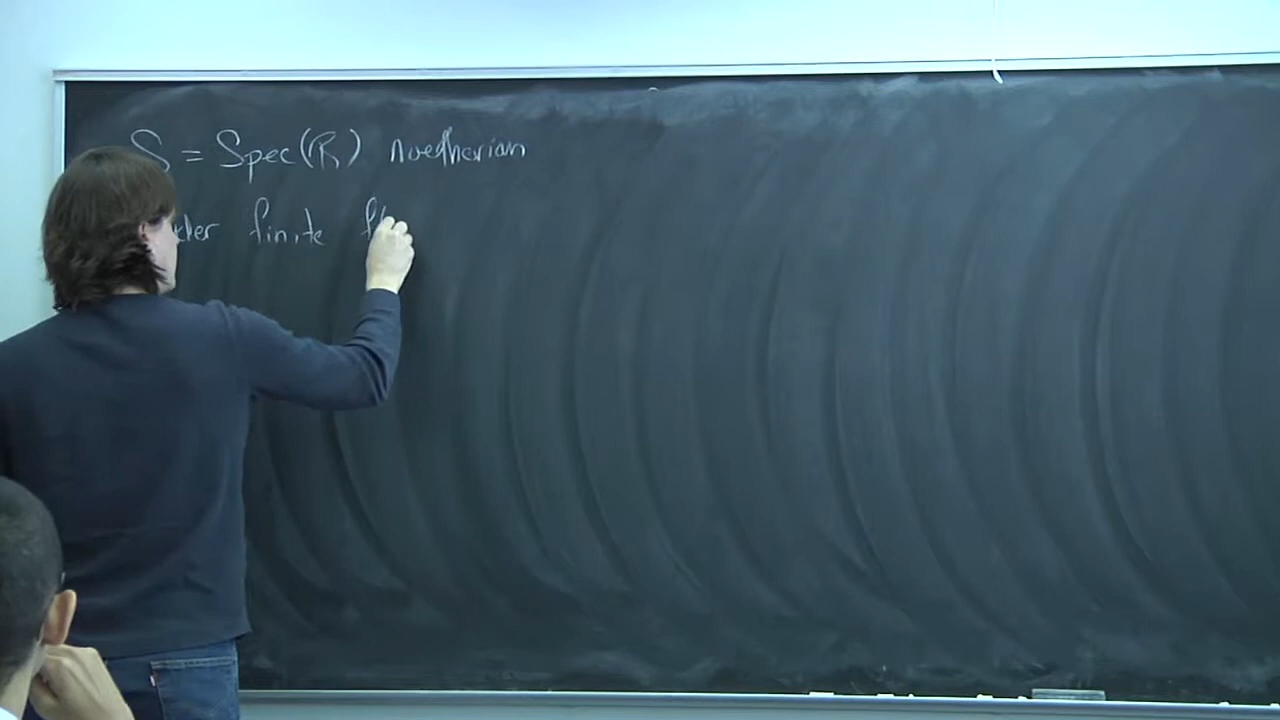 S = Spec(R) noetherian
finite